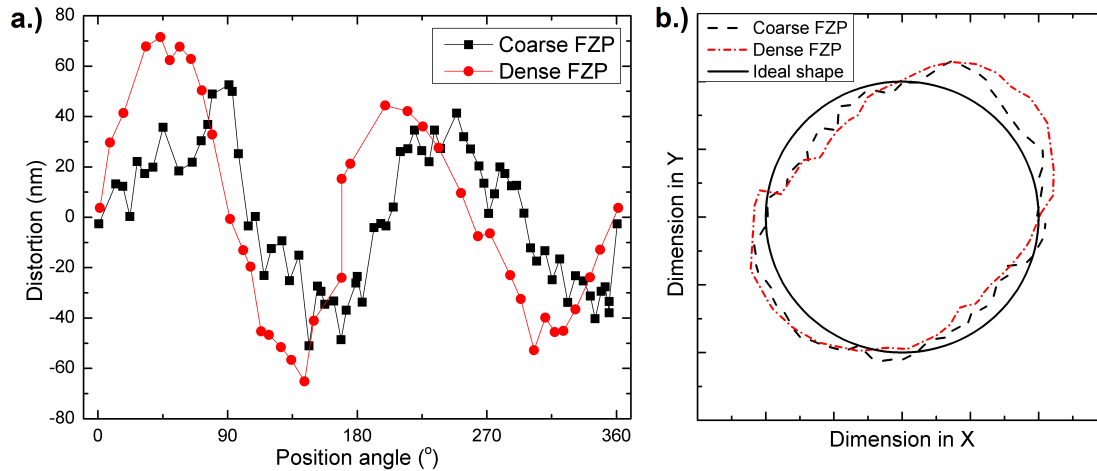 a.)
80
60
40
20
0
-20
-40
-60
-80
Distortion (nm)
Coarse FZP
Dense FZP
0 90 180 270 360
Position angle (°)
b.)
Coarse FZP
Dense FZP
Ideal shape
Dimension in Y
Dimension in X